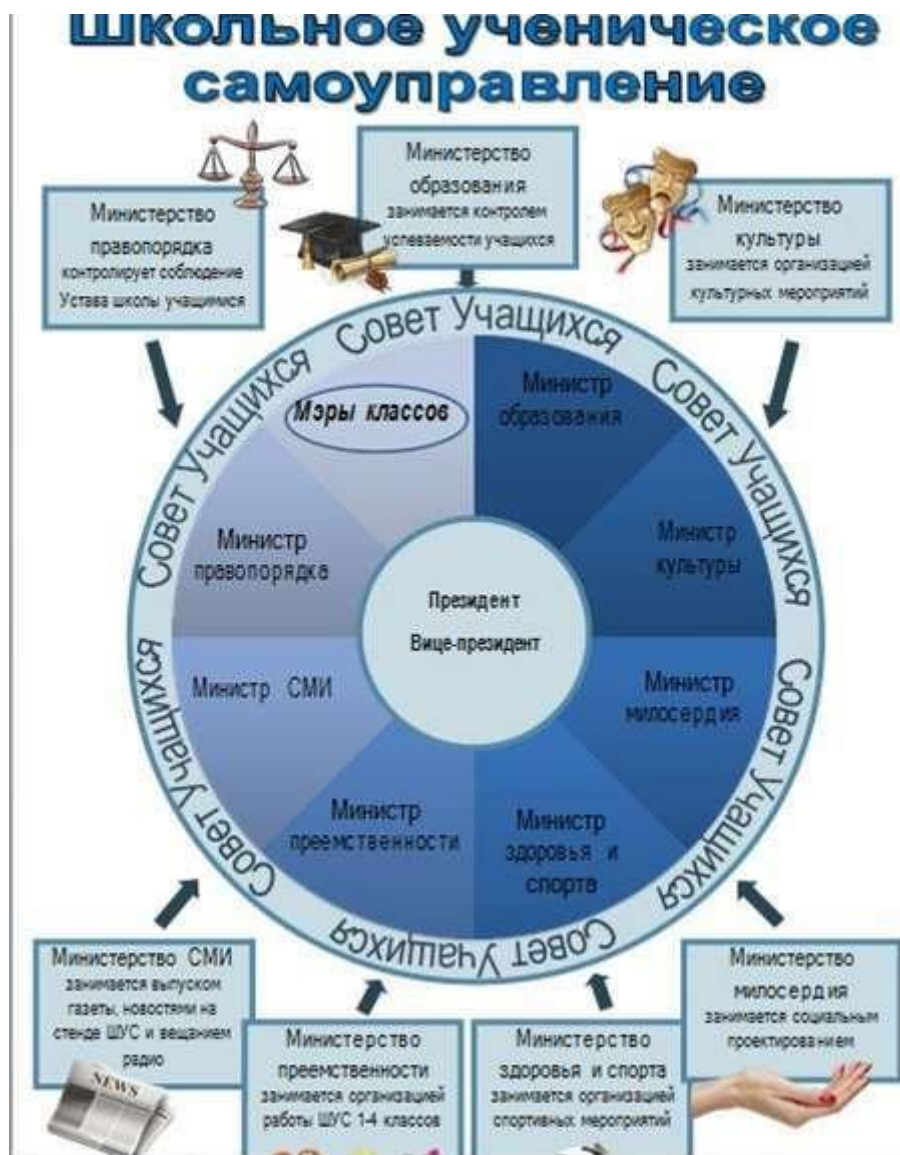 Школьное ученическое
самоуправление
Министерство
образования
занимается контролем
успеваемости учащихся
Министерство
правопорядка
контролирует соблюдение
Устава школы учащимися
Министерство
культуры
занимается организацией
культурных мероприятий
Совет Учащихся
Совет Учащихся
Совет Учащихся
Мэры классов
Министр
образования
Министр
правопорядка
Министр
культуры
Президент
Вице-президент
Министр СМИ
Министр
милосердия
Министр
преемственности
Министр
здоровья и
спорта
Совет Учащихся
Совет Учащихся
Совет Учащихся
Министерство СМИ
занимается выпуском
газеты, новостями на
стенде ШУС и вещанием
радио
NEWS
Министерство
преемственности
занимается организацией
работы ШУС 1-4 классов
Министерство
здоровья и спорта
занимается организацией
спортивных мероприятий
Министерство
милосердия
занимается социальным
проектированием